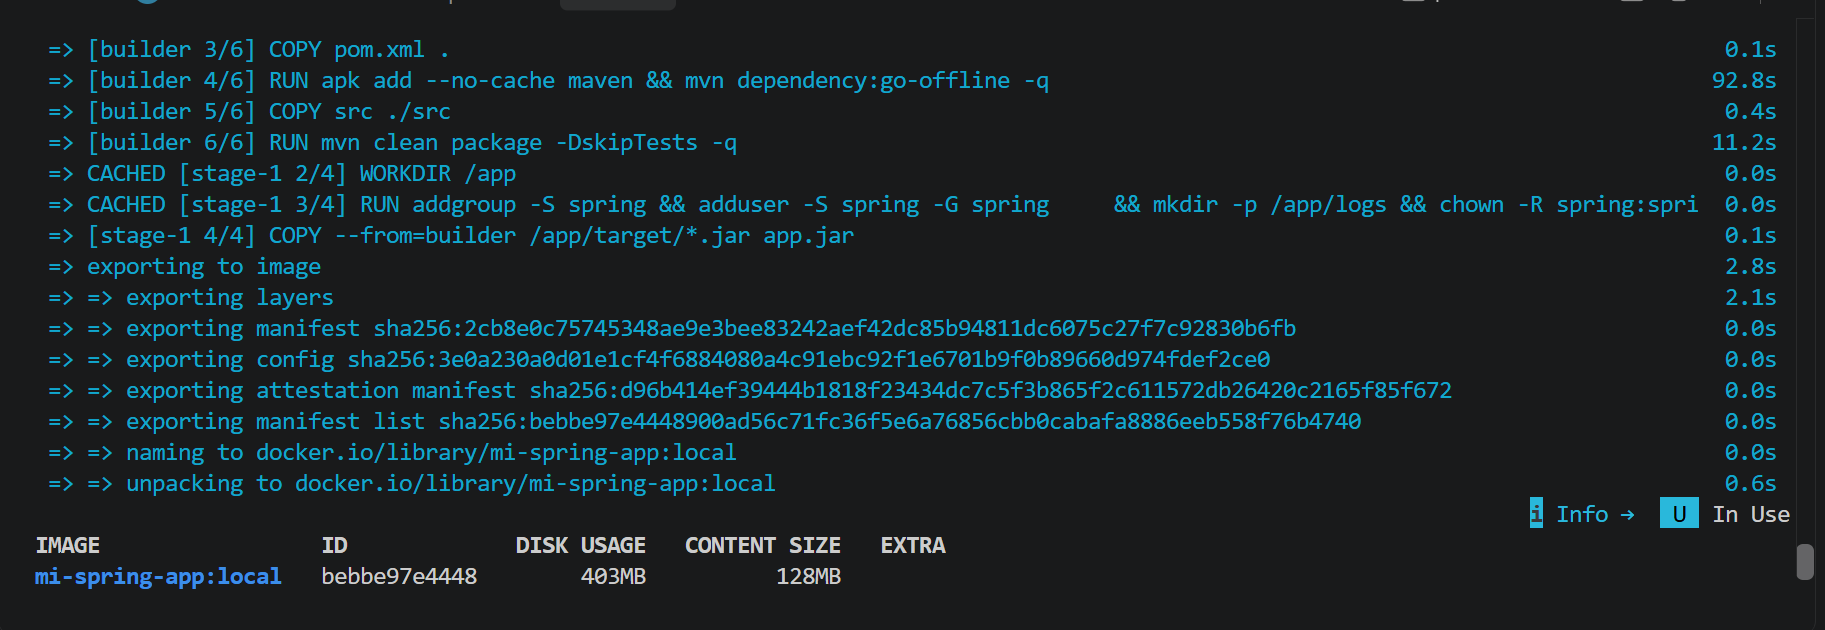 => [builder 3/6] COPY pom.xml . 0.1s
=> [builder 4/6] RUN apk add --no-cache maven && mvn dependency:go-offline -q 92.8s
=> [builder 5/6] COPY src ./src 0.4s
=> [builder 6/6] RUN mvn clean package -DskipTests -q 11.2s
=> CACHED [stage-1 2/4] WORKDIR /app 0.0s
=> CACHED [stage-1 3/4] RUN addgroup -S spring && adduser -S spring -G spring     && mkdir -p /app/logs && chown -R spring:spri 0.0s
=> [stage-1 4/4] COPY --from=builder /app/target/*.jar app.jar 0.1s
=> exporting to image 2.8s
=> => exporting layers 2.1s
=> => exporting manifest sha256:2cb8e0c75745348ae9e3bee83242aef42dc85b94811dc6075c27f7c92830b6fb 0.0s
=> => exporting config sha256:3e0a230a0d01e1cf4f6884080a4c91ebc92f1e6701b9f0b89660d974fdef2ce0 0.0s
=> => exporting attestation manifest sha256:d96b414ef39444b1818f23434dc7c5f3b865f2c611572db26420c2165f85f672 0.0s
=> => exporting manifest list sha256:bebbe97e4448900ad56c71fc36f5e6a76856cbb0cabafa8886eeb558f76b4740 0.0s
=> => naming to docker.io/library/mi-spring-app:local 0.0s
=> => unpacking to docker.io/library/mi-spring-app:local 0.6s
i Info → U In Use
IMAGE ID DISK USAGE CONTENT SIZE EXTRA
mi-spring-app:local bebbe97e4448 403MB 128MB